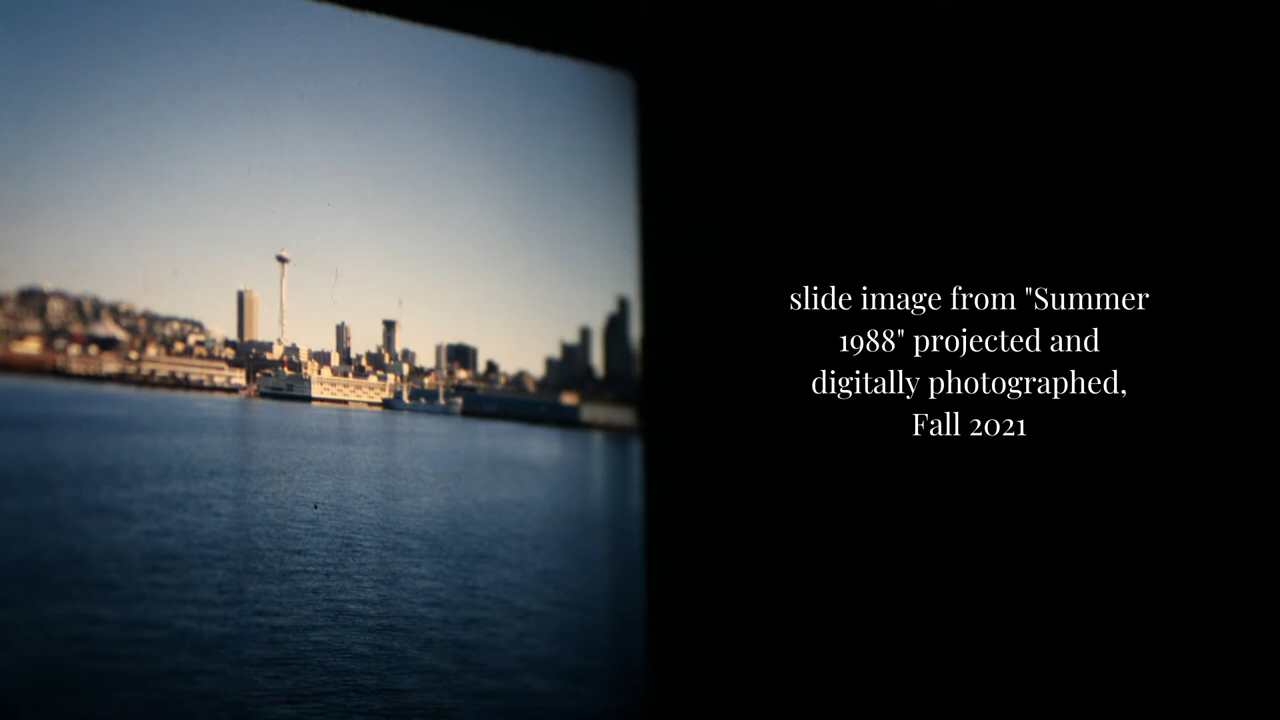 slide image from "Summer
1988" projected and
digitally photographed,
Fall 2021